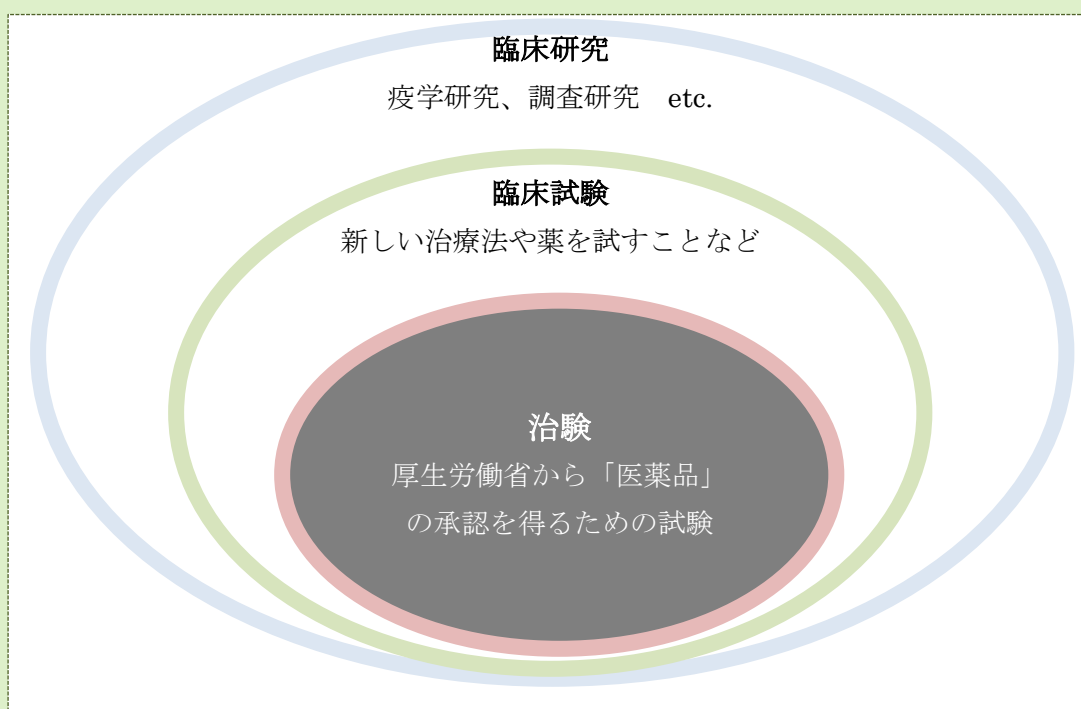 臨床研究
疫学研究、調査研究　etc.
臨床試験
新しい治療法や薬を試すことなど
治験
厚生労働省から「医薬品」
の承認を得るための試験